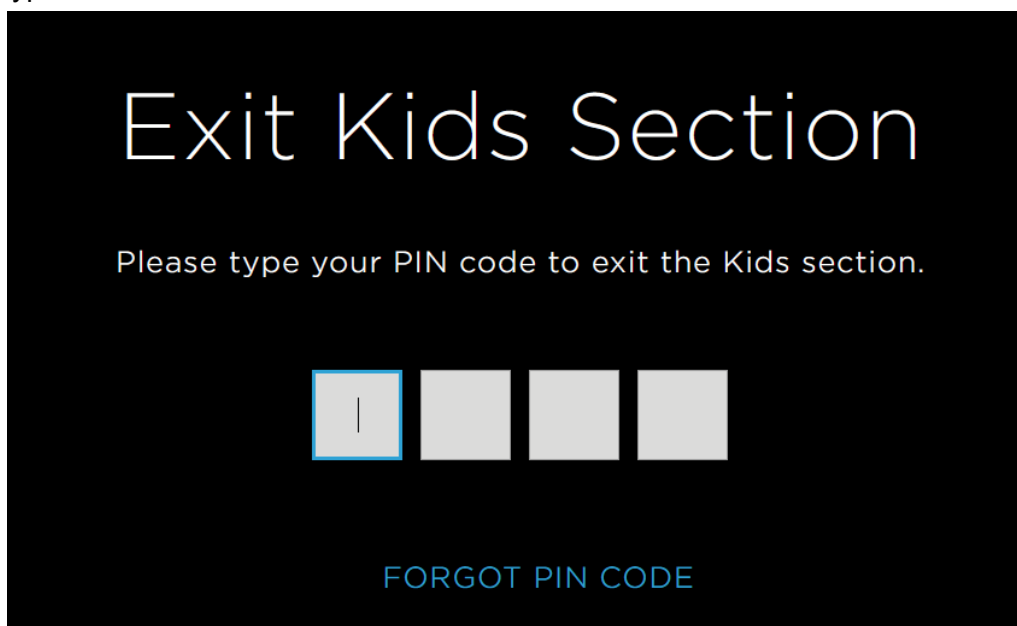 Exit Kids Section
Please type your PIN code to exit the Kids section.
FORGOT PIN CODE